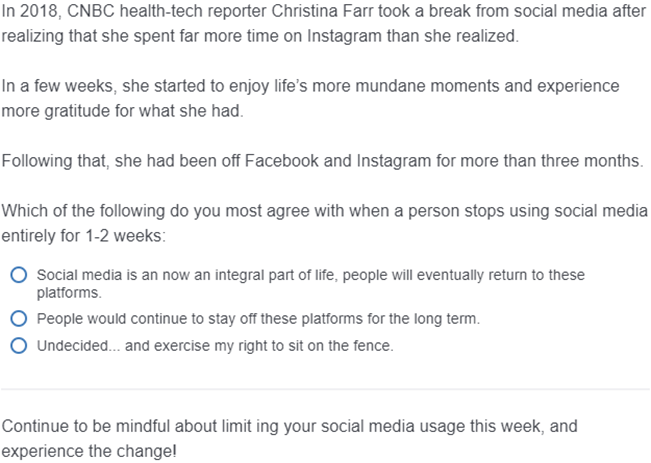 In 2018, CNBC health-tech reporter Christina Farr took a break from social media after
realizing that she spent far more time on Instagram than she realized.
In a few weeks, she started to enjoy life's more mundane moments and experience
more gratitude for what she had.
Following that, she had been off Facebook and Instagram for more than three months.
Which of the following do you most agree with when a person stops using social media
entirely for 1-2 weeks:
Social media is an now an integral part of life, people will eventually return to these
platforms.
People would continue to stay off these platforms for the long term.
Undecided... and exercise my right to sit on the fence.
Continue to be mindful about limit ing your social media usage this week, and
experience the change!